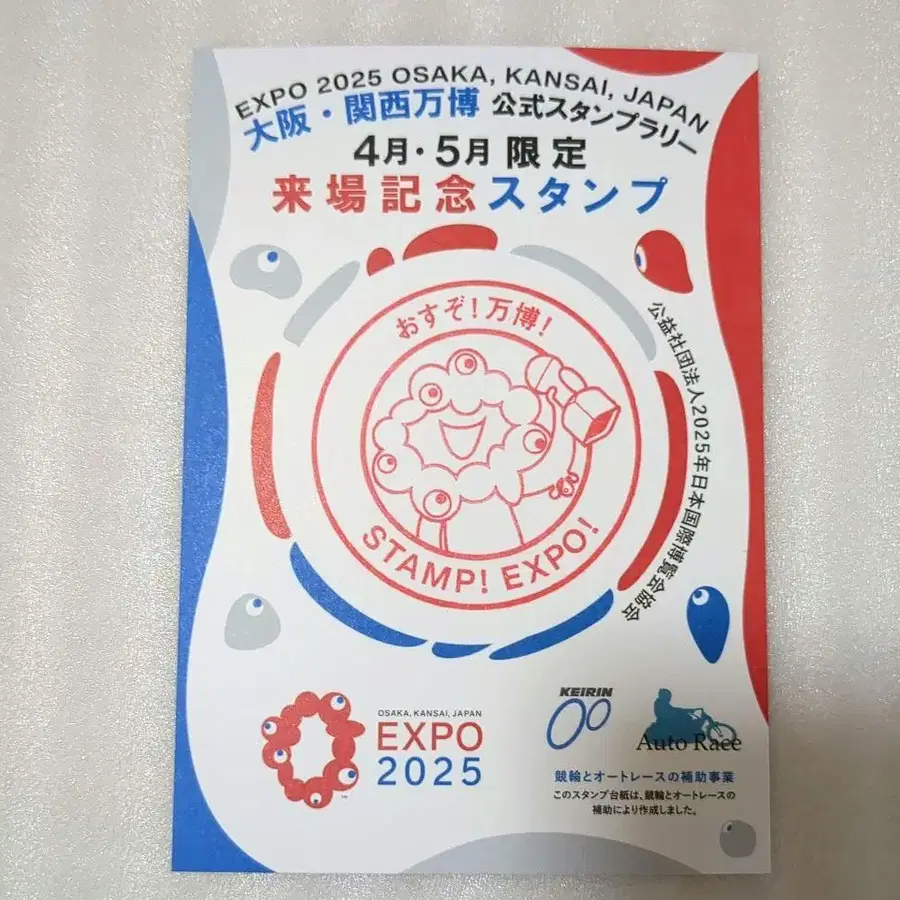 EXPO 2025 OSAKA, KANSAI, JAPAN
大阪・関西万博 公式スタンプラリー
4月・5月 限定
来場記念スタンプ
おすぞ!万博!
STAMP! EXPO!
公益社団法人2025年日本国際博覧会協会
OSAKA, KANSAI, JAPAN
EXPO
2025
™
KEIRIN
Auto Race
競輪とオートレースの補助事業
このスタンプ台紙は、競輪とオートレースの
補助により作成しました。